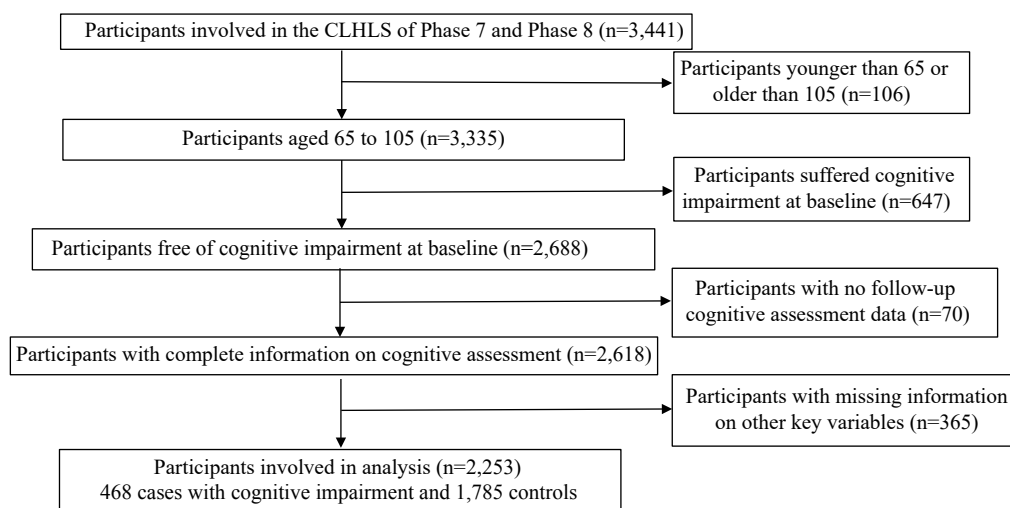 Participants involved in the CLHLS of Phase 7 and Phase 8 (n=3,441)
Participants younger than 65 or
older than 105 (n=106)
Participants aged 65 to 105 (n=3,335)
Participants suffered cognitive
impairment at baseline (n=647)
Participants free of cognitive impairment at baseline (n=2,688)
Participants with no follow-up
cognitive assessment data (n=70)
Participants with complete information on cognitive assessment (n=2,618)
Participants with missing information
on other key variables (n=365)
Participants involved in analysis (n=2,253)
468 cases with cognitive impairment and 1,785 controls